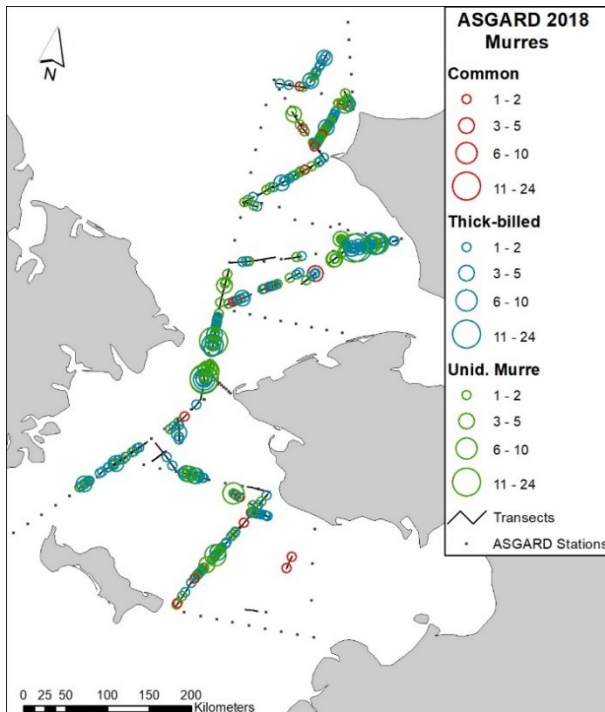 N
ASGARD 2018
Murres
Common
1 - 2
3 - 5
6 - 10
11 - 24
Thick-billed
1 - 2
3 - 5
6 - 10
11 - 24
Unid. Murre
1 - 2
3 - 5
6 - 10
11 - 24
Transects
ASGARD Stations
0 25 50 100 150 200
Kilometers